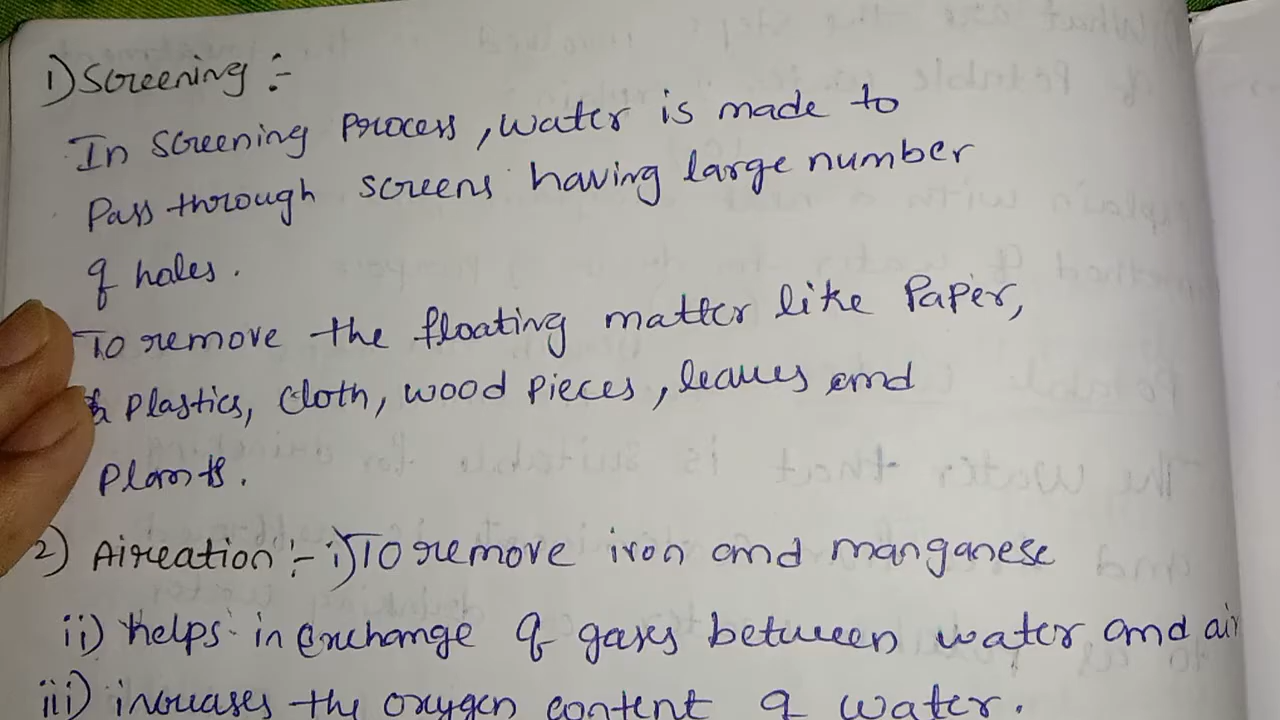 1) Screening :-
In Screening Process, water is made to
Pass through screens having large number
of holes.
To remove the floating matter like Paper,
& Plastics, cloth, wood pieces, leaves and
Plants.
2) Aireation :- i) To remove iron and manganese
ii) helps in Exchange of gases between water and air
iii) increases the oxygen content of water.